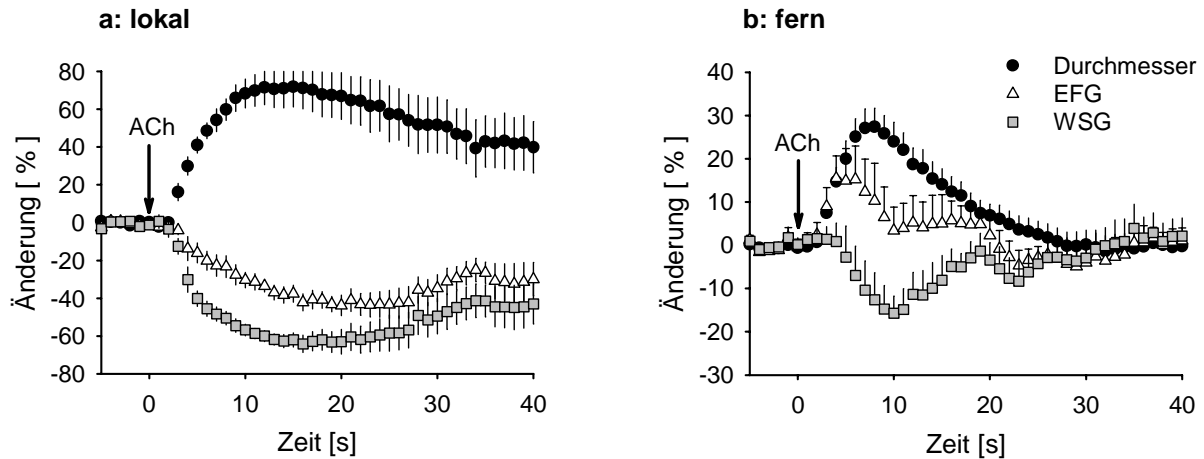 a: lokal
80
60
40
20
0
-20
-40
-60
-80
Änderung [ % ]
ACh
0
10
20
30
40
Zeit [s]
b: fern
40
30
20
10
0
-10
-20
-30
Änderung [ % ]
ACh
Durchmesser
EFG
WSG
0
10
20
30
40
Zeit [s]